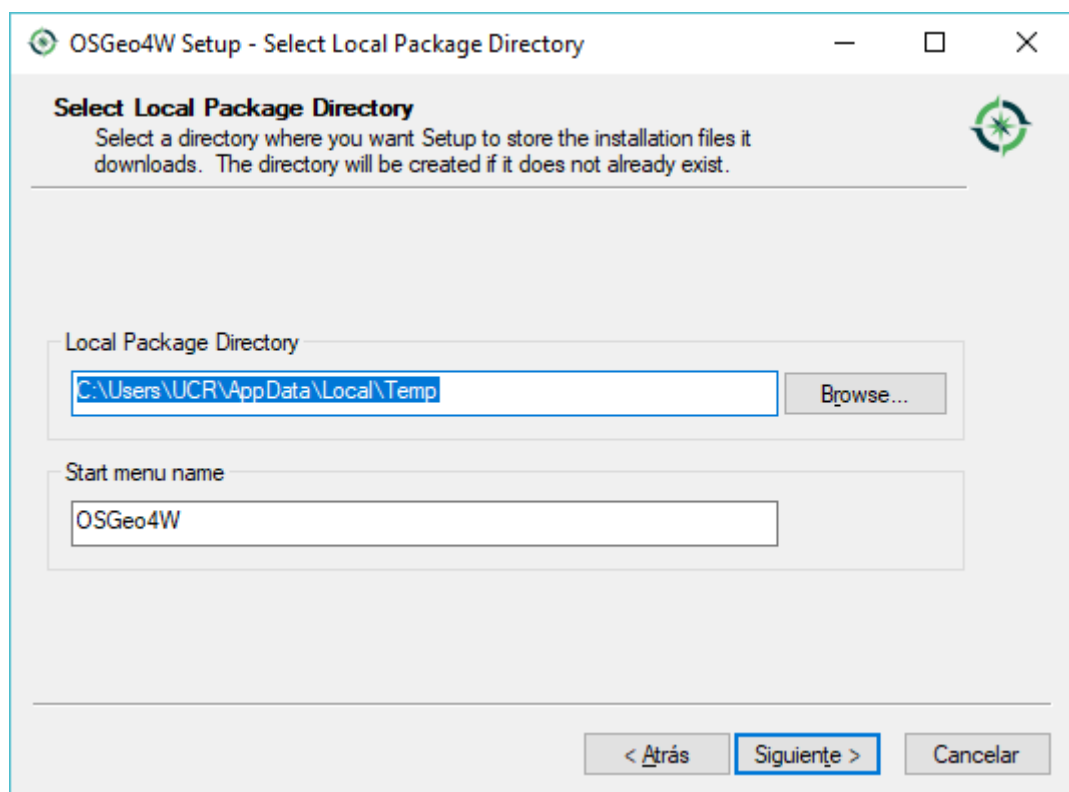 OSGeo4W Setup - Select Local Package Directory
Select Local Package Directory
Select a directory where you want Setup to store the installation files it
downloads. The directory will be created if it does not already exist.
Local Package Directory
C:\Users\UCR\AppData\Local\Temp
Browse...
Start menu name
OSGeo4W
< Atrás
Siguiente >
Cancelar